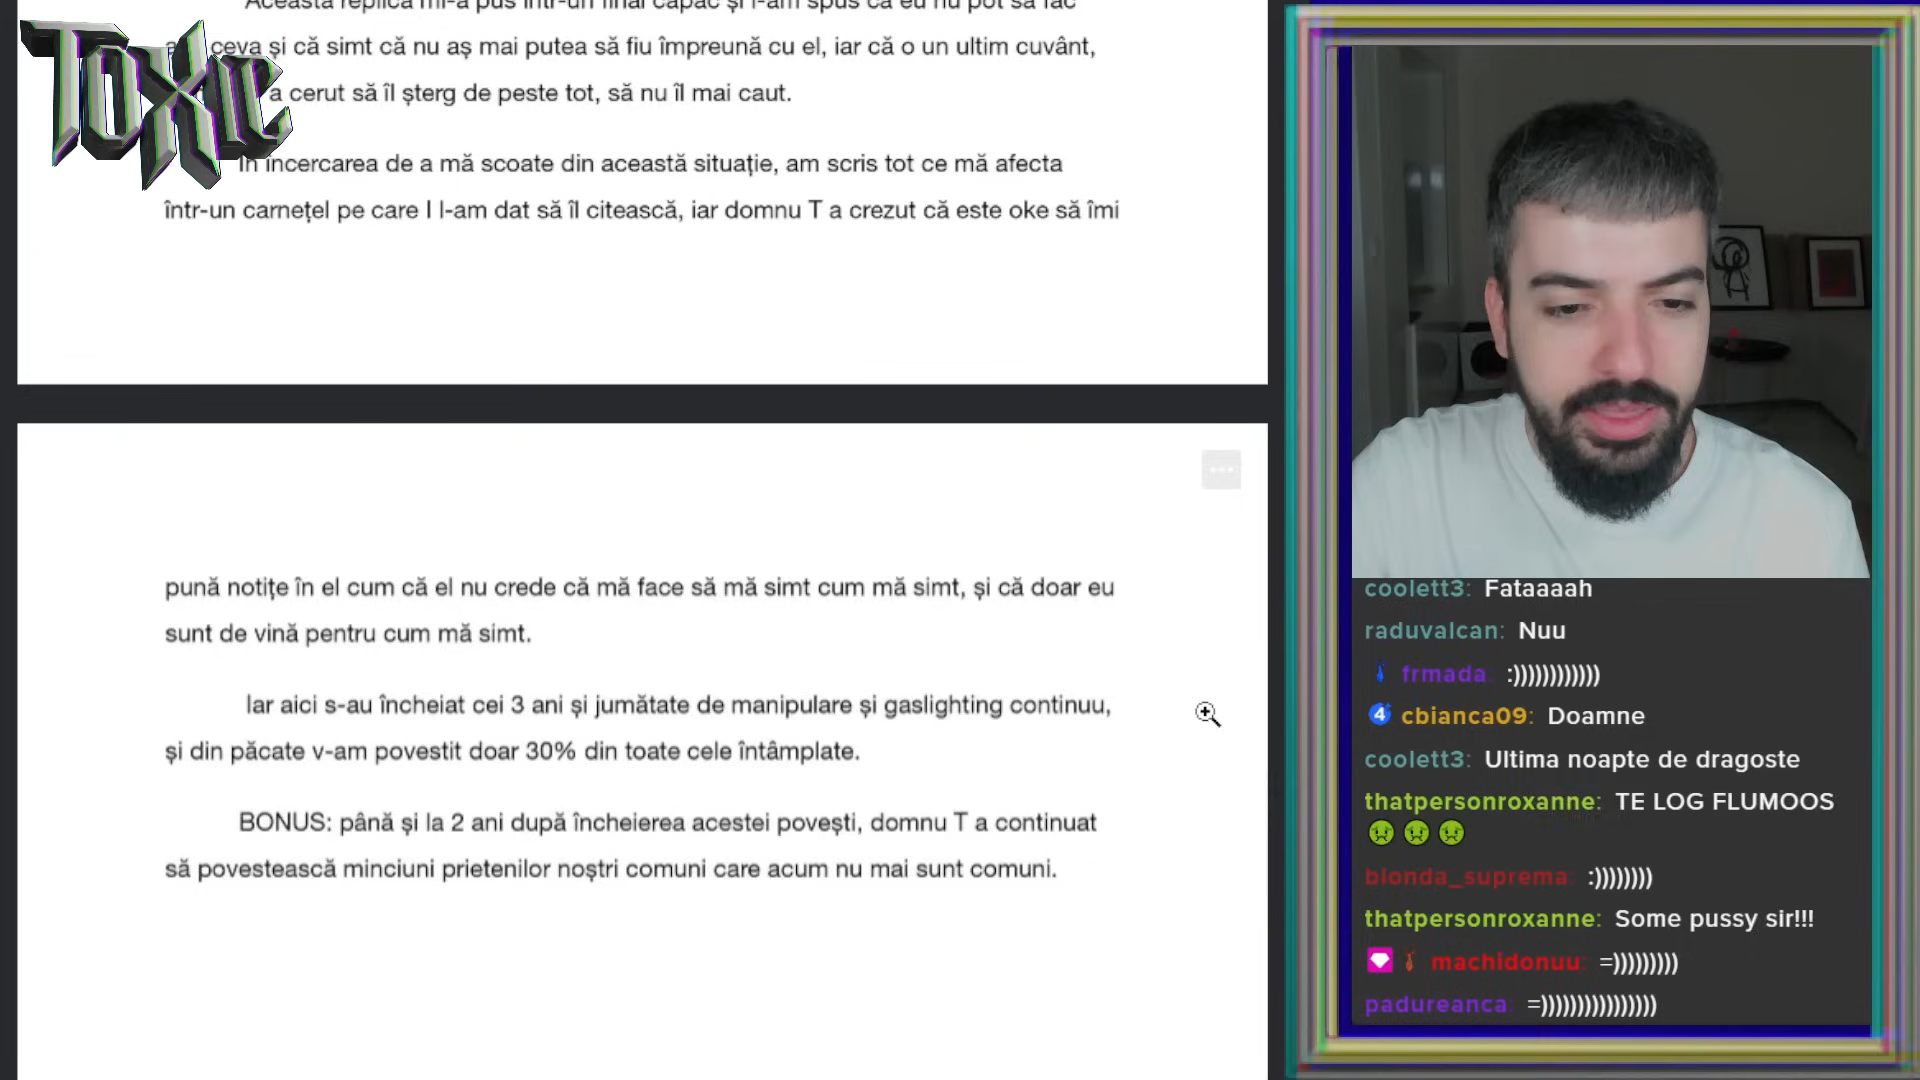 Această replică mi-a pus într-un final capac și i-am spus că eu nu pot să fac
ceva și că simt că nu aș mai putea să fiu împreună cu el, iar că o un ultim cuvânt,
a cerut să îl șterg de peste tot, să nu îl mai caut.
TOXIC
În încercarea de a mă scoate din această situație, am scris tot ce mă afecta
într-un carnețel pe care I l-am dat să îl citească, iar domnu T a crezut că este oke să îmi
pună notițe în el cum că el nu crede că mă face să mă simt cum mă simt, și că doar eu
sunt de vină pentru cum mă simt.
Iar aici s-au încheiat cei 3 ani și jumătate de manipulare și gaslighting continuu,
și din păcate v-am povestit doar 30% din toate cele întâmplate.
BONUS: până și la 2 ani după încheierea acestei povești, domnu T a continuat
să povestească minciuni prietenilor noștri comuni care acum nu mai sunt comuni.
coolett3: Fataaaah
raduvalcan: Nuu
frmada: :))))))))))))
4 cbianca09: Doamne
coolett3: Ultima noapte de dragoste
thatpersonroxanne: TE LOG FLUMOOS
blonda_suprema: :))))))))
thatpersonroxanne: Some pussy sir!!!
machidonuu: =)))))))))
padureanca: =))))))))))))))))